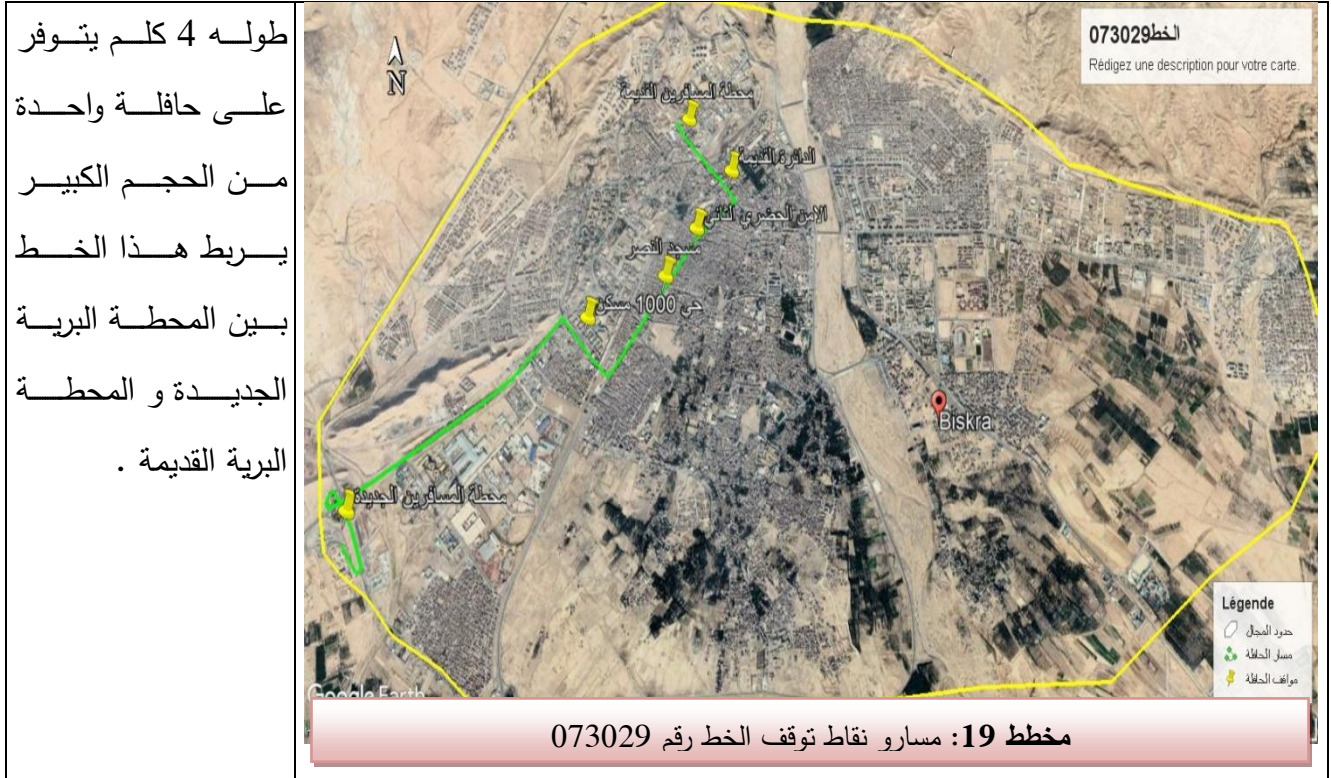 طوله 4 كلم يتوفر
على حافلة واحدة
من الحجم الكبير
يربط هذا الخط
بين المحطة البرية
الجديدة و المحطة
البرية القديمة .
الخط073029
Rédigez une description pour votre carte.
N
محطة المسافرين القديمة
الدائرة القديمة
الامن الحضري الثاني
مسجد النصر
حي 1000 مسكن
Biskra
محطة المسافرين الجديدة
Légende
حدود المجال
مسار الحافلة
مواقف الحافلة
Google Earth
مخطط 19: مسارو نقاط توقف الخط رقم 073029